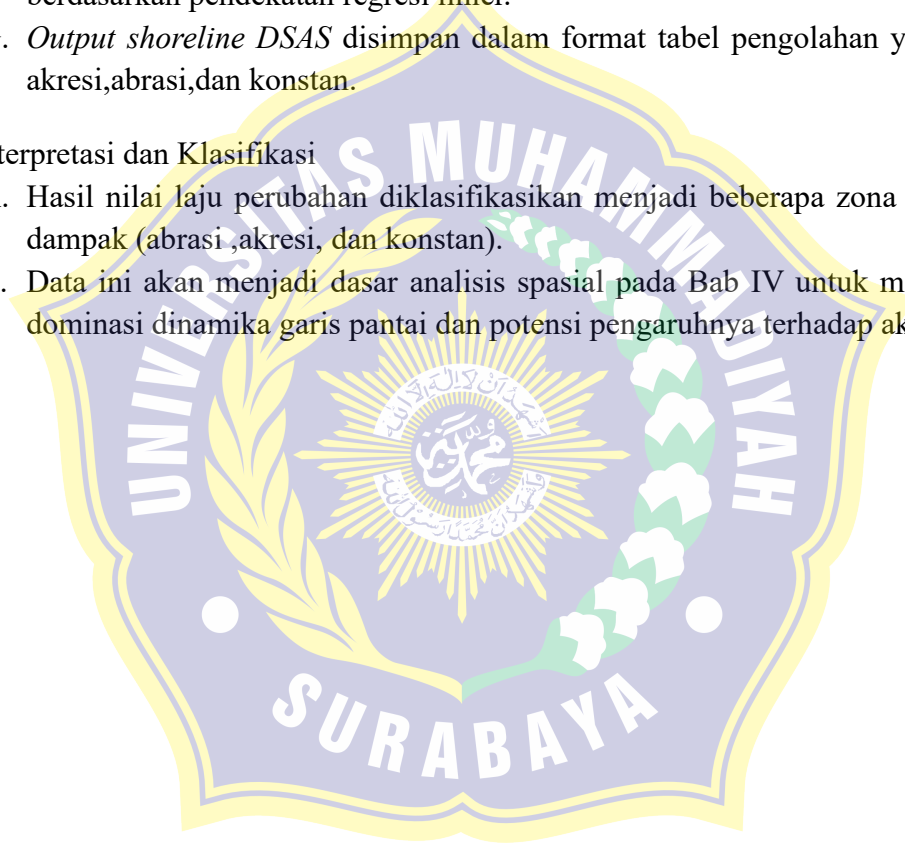 berdasarkan pendekatan regresi linier.
. Output shoreline DSAS disimpan dalam format tabel pengolahan y
akresi,abrasi,dan konstan.
terpretasi dan Klasifikasi
. Hasil nilai laju perubahan diklasifikasikan menjadi beberapa zona
dampak (abrasi ,akresi, dan konstan).
. Data ini akan menjadi dasar analisis spasial pada Bab IV untuk m
dominasi dinamika garis pantai dan potensi pengaruhnya terhadap ak
UNIVERSITAS MUHAMMADIYAH
SURABAYA